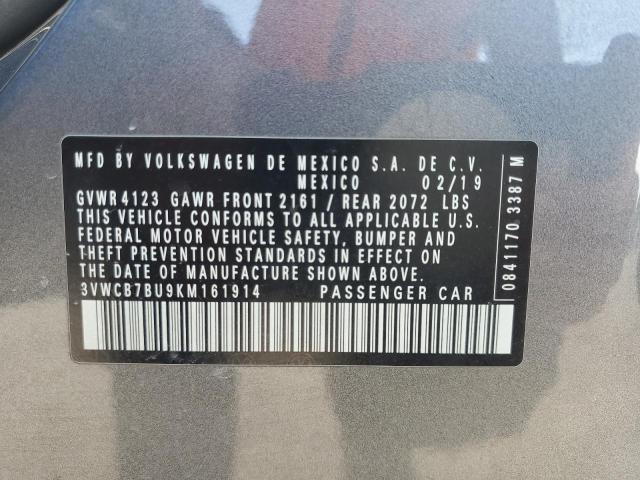 MFD BY VOLKSWAGEN DE MEXICO S.A. DE C.V.
MEXICO 02/19
GVWR 4123 GAWR FRONT 2161 / REAR 2072 LBS
THIS VEHICLE CONFORMS TO ALL APPLICABLE U.S.
FEDERAL MOTOR VEHICLE SAFETY, BUMPER AND
THEFT PREVENTION STANDARDS IN EFFECT ON THE
DATE OF MANUFACTURE SHOWN ABOVE.
3VWCB7BU9KM161914 PASSENGER CAR
0841170 3387 M